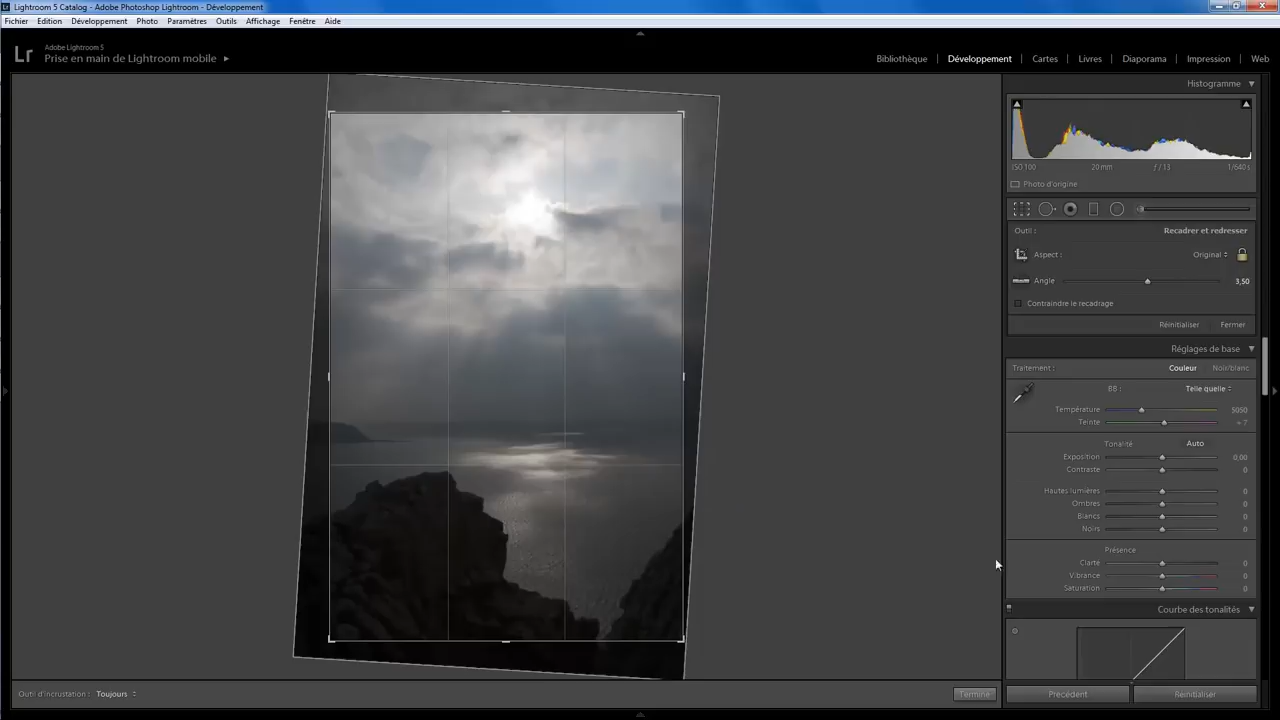 Lightroom 5 Catalog - Adobe Photoshop Lightroom - Développement
Fichier Edition Développement Photo Paramètres Outils Affichage Fenêtre Aide
Lr
Adobe Lightroom 5
Prise en main de Lightroom mobile
Bibliothèque Développement Cartes Livres Diaporama Impression Web
Histogramme
ISO 100 20 mm f / 13 1/640 s
Photo d'origine
Outil : Recadrer et redresser
Aspect : Original
Angle 3,50
Contraindre le recadrage
Réinitialiser Fermer
Réglages de base
Traitement : Couleur Noir/blanc
BB : Telle quelle
Température 5050
Teinte + 7
Tonalité Auto
Exposition 0,00
Contraste 0
Hautes lumières 0
Ombres 0
Blancs 0
Noirs 0
Présence
Clarté 0
Vibrance 0
Saturation 0
Courbe des tonalités
Outil d'incrustation : Toujours
Terminé
Précédent Réinitialiser